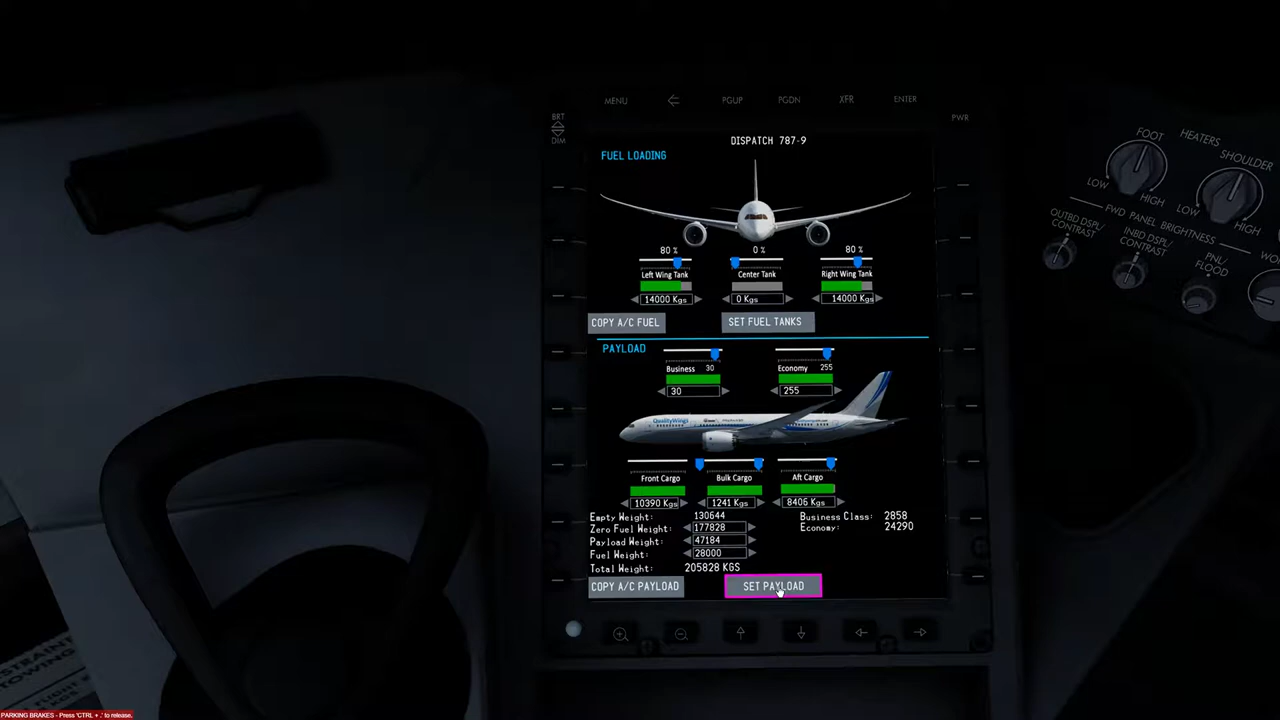 MENU PGUP PGDN XFR ENTER
BRT
DIM
PWR
DISPATCH 787-9
FUEL LOADING
80 % 0 % 80 %
Left Wing Tank Center Tank Right Wing Tank
14000 Kgs 0 Kgs 14000 Kgs
COPY A/C FUEL SET FUEL TANKS
PAYLOAD
Business 30 Economy 255
30 255
QualityWings
Front Cargo Bulk Cargo Aft Cargo
10390 Kgs 1241 Kgs 8406 Kgs
Empty Weight: 130644
Zero Fuel Weight: 177828
Payload Weight: 47184
Fuel Weight: 28000
Total Weight: 205828 KGS
Business Class: 2858
Economy: 24290
COPY A/C PAYLOAD SET PAYLOAD
HEATERS
FOOT SHOULDER
LOW HIGH LOW HIGH
FWD PANEL BRIGHTNESS
OUTBD DSPL/
CONTRAST
INBD DSPL/
CONTRAST
PNL/
FLOOD
TOWING
KGS
PARKING BRAKES - Press 'CTRL + .' to release.